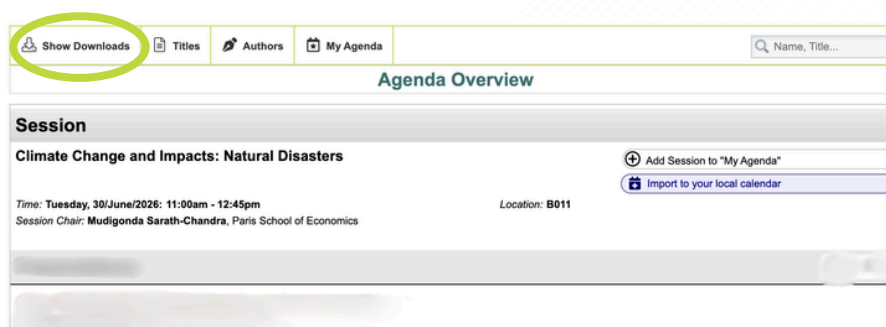 Show Downloads Titles Authors My Agenda Name, Title...
Agenda Overview
Session
Climate Change and Impacts: Natural Disasters
Add Session to "My Agenda"
Import to your local calendar
Time: Tuesday, 30/June/2026: 11:00am - 12:45pm Location: B011
Session Chair: Mudigonda Sarath-Chandra, Paris School of Economics